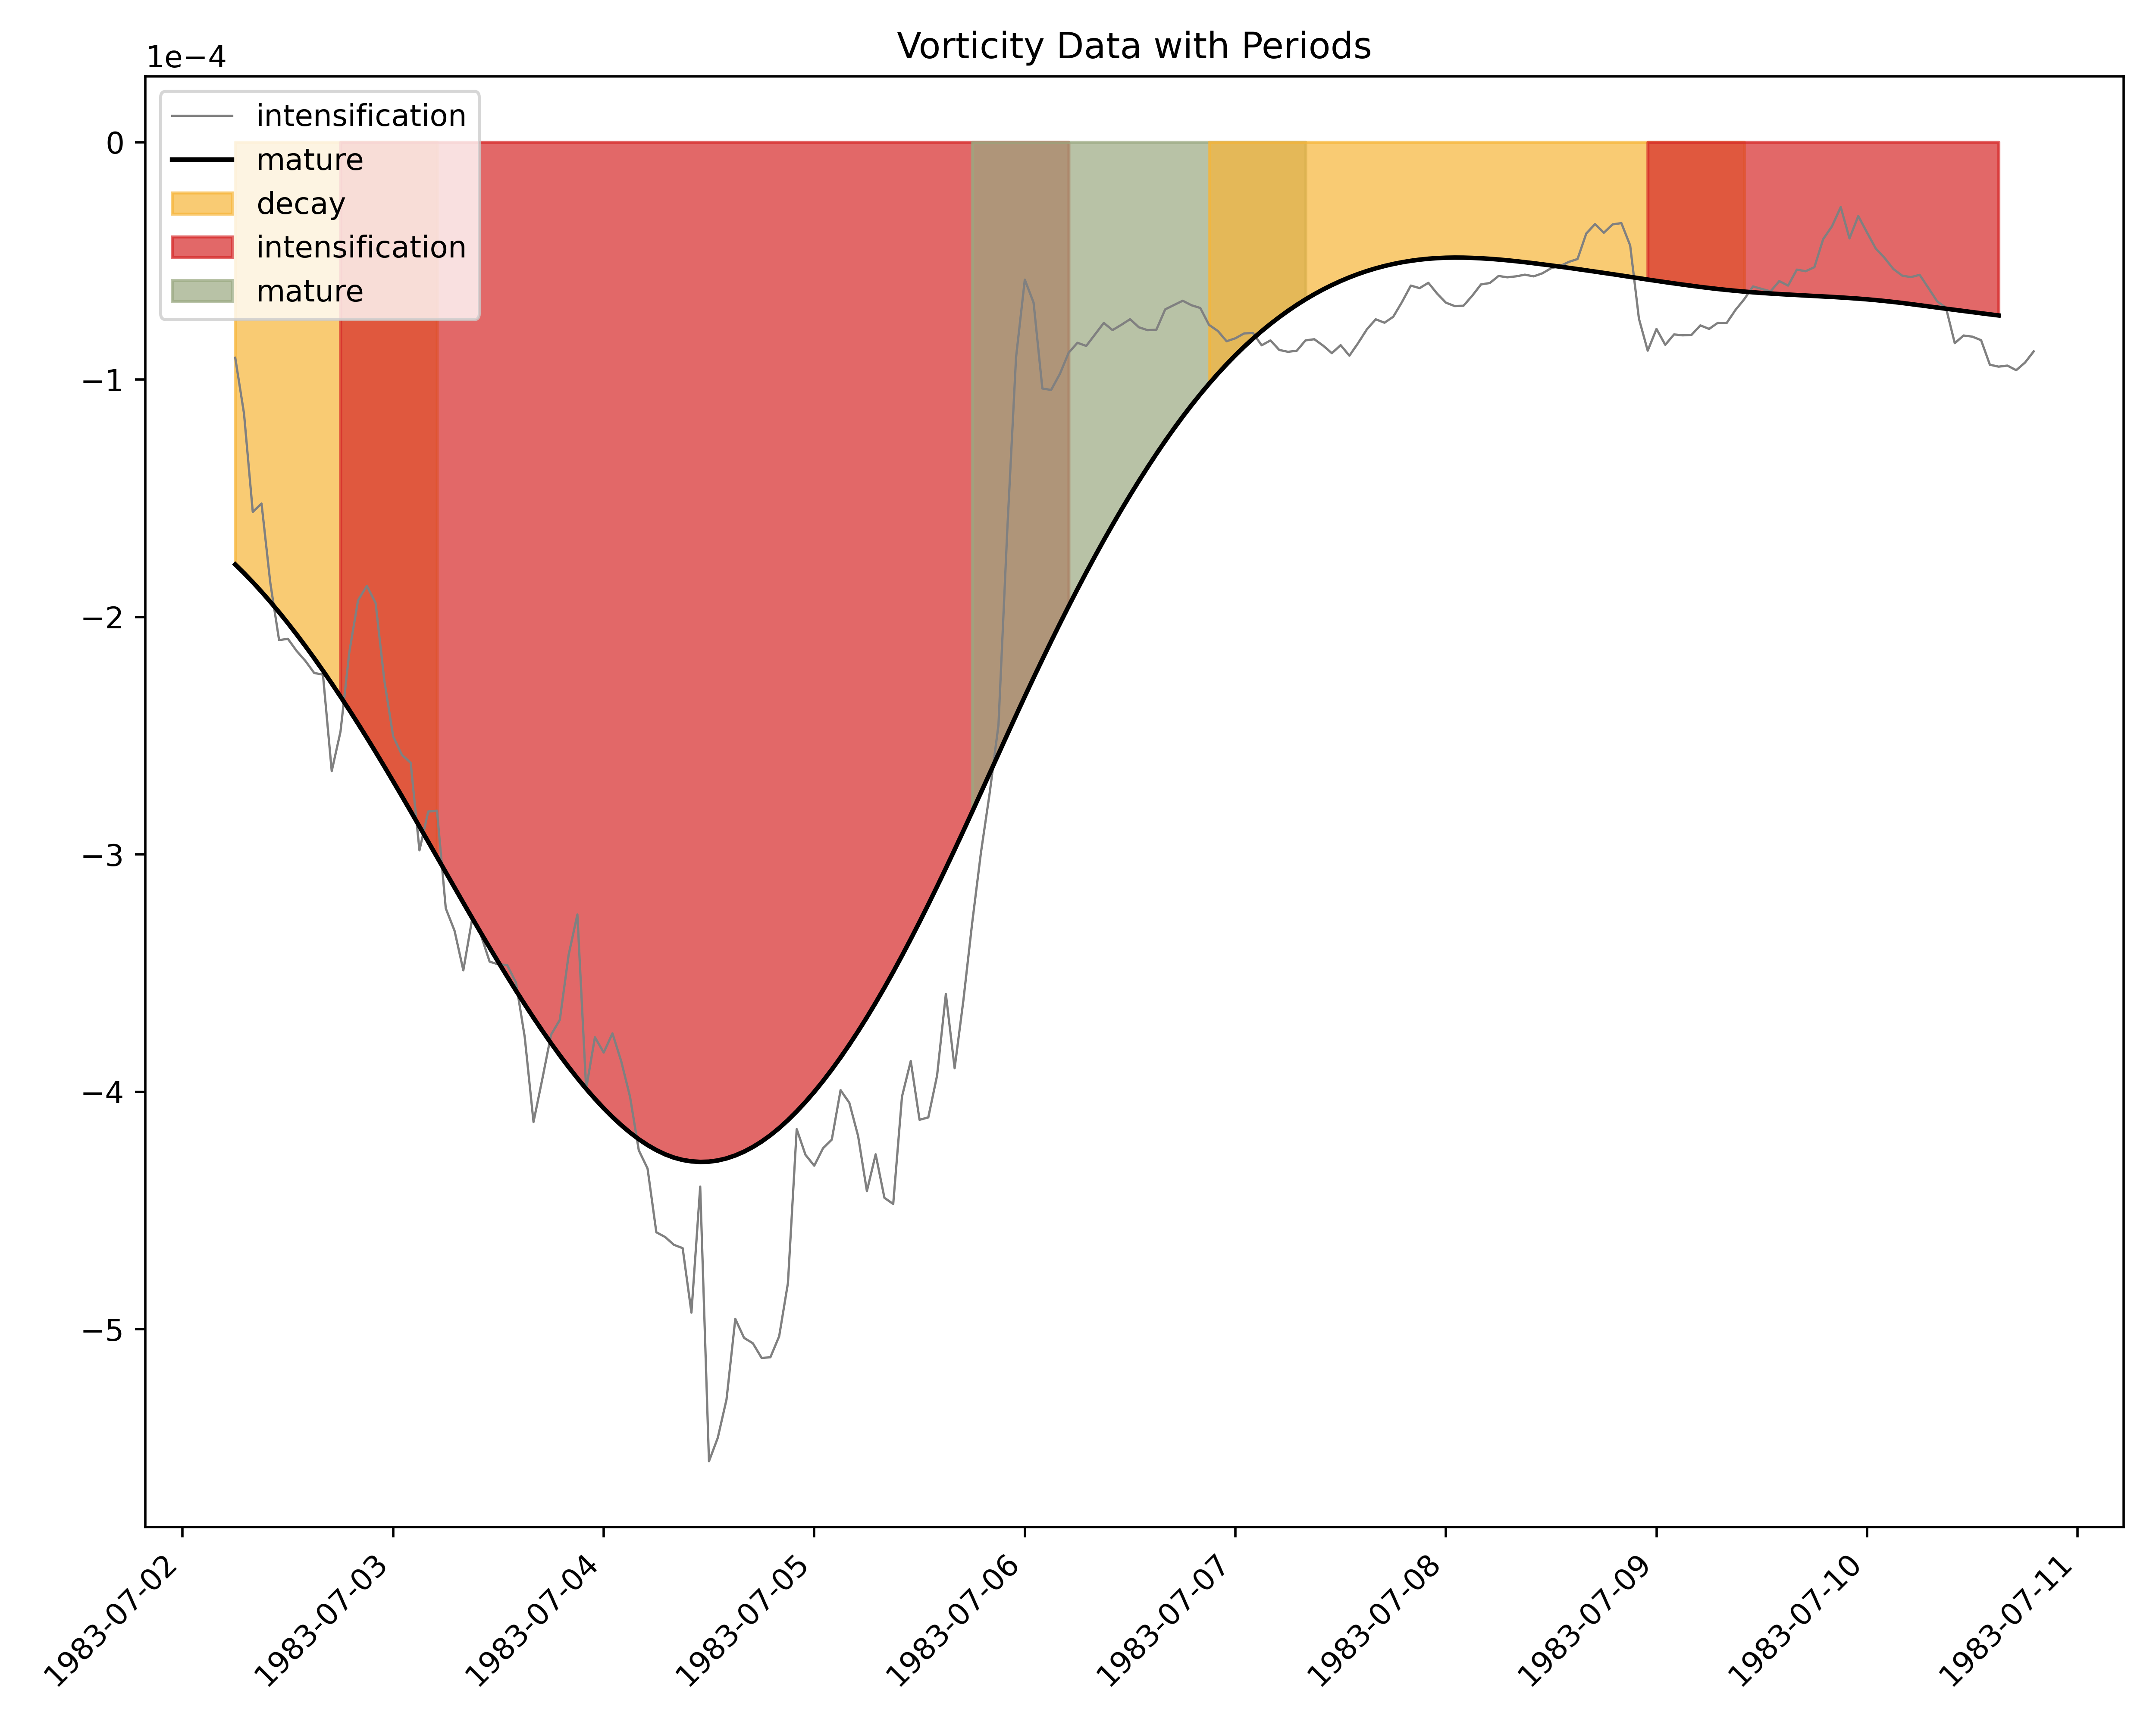 Vorticity Data with Periods
1e−4
intensification
mature
decay
intensification
mature
0
−1
−2
−3
−4
−5
1983-07-02
1983-07-03
1983-07-04
1983-07-05
1983-07-06
1983-07-07
1983-07-08
1983-07-09
1983-07-10
1983-07-11